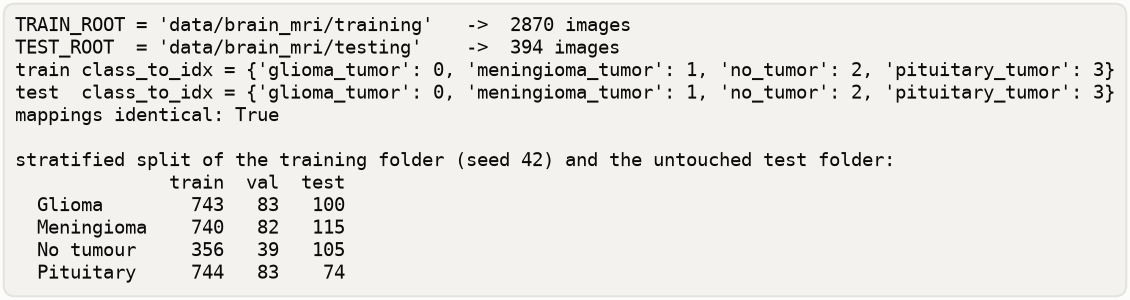 TRAIN_ROOT = 'data/brain_mri/training'   ->  2870 images
TEST_ROOT  = 'data/brain_mri/testing'    ->  394 images
train class_to_idx = {'glioma_tumor': 0, 'meningioma_tumor': 1, 'no_tumor': 2, 'pituitary_tumor': 3}
test  class_to_idx = {'glioma_tumor': 0, 'meningioma_tumor': 1, 'no_tumor': 2, 'pituitary_tumor': 3}
mappings identical: True
stratified split of the training folder (seed 42) and the untouched test folder:
              train  val  test
  Glioma        743   83   100
  Meningioma    740   82   115
  No tumour     356   39   105
  Pituitary     744   83    74